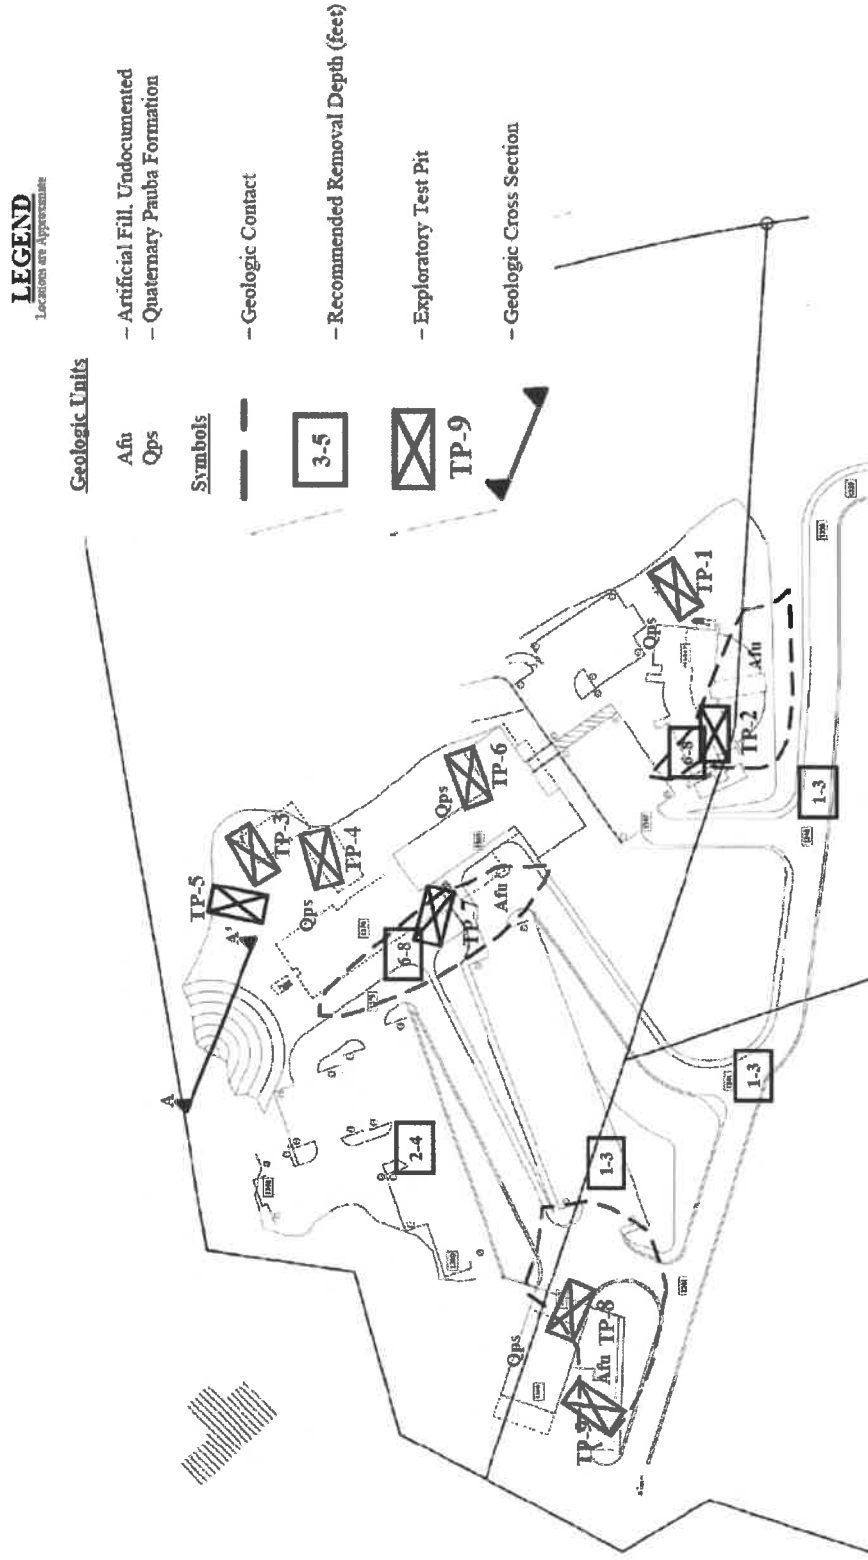 LEGEND
Locations are Approximate
Geologic Units
Afu – Artificial Fill, Undocumented
Qps – Quaternary Pauba Formation
Symbols
– Geologic Contact
3-5 – Recommended Removal Depth (feet)
TP-9 – Exploratory Test Pit
– Geologic Cross Section
A
A'
TP-5
TP-3
TP-4
Qps
TP-6
Qps
6-8
TP-7
Afu
2-4
TP-1
Qps
Afu
6-8
TP-2
1-3
1-3
1-3
Qps
TP-8
Afu
TP-9